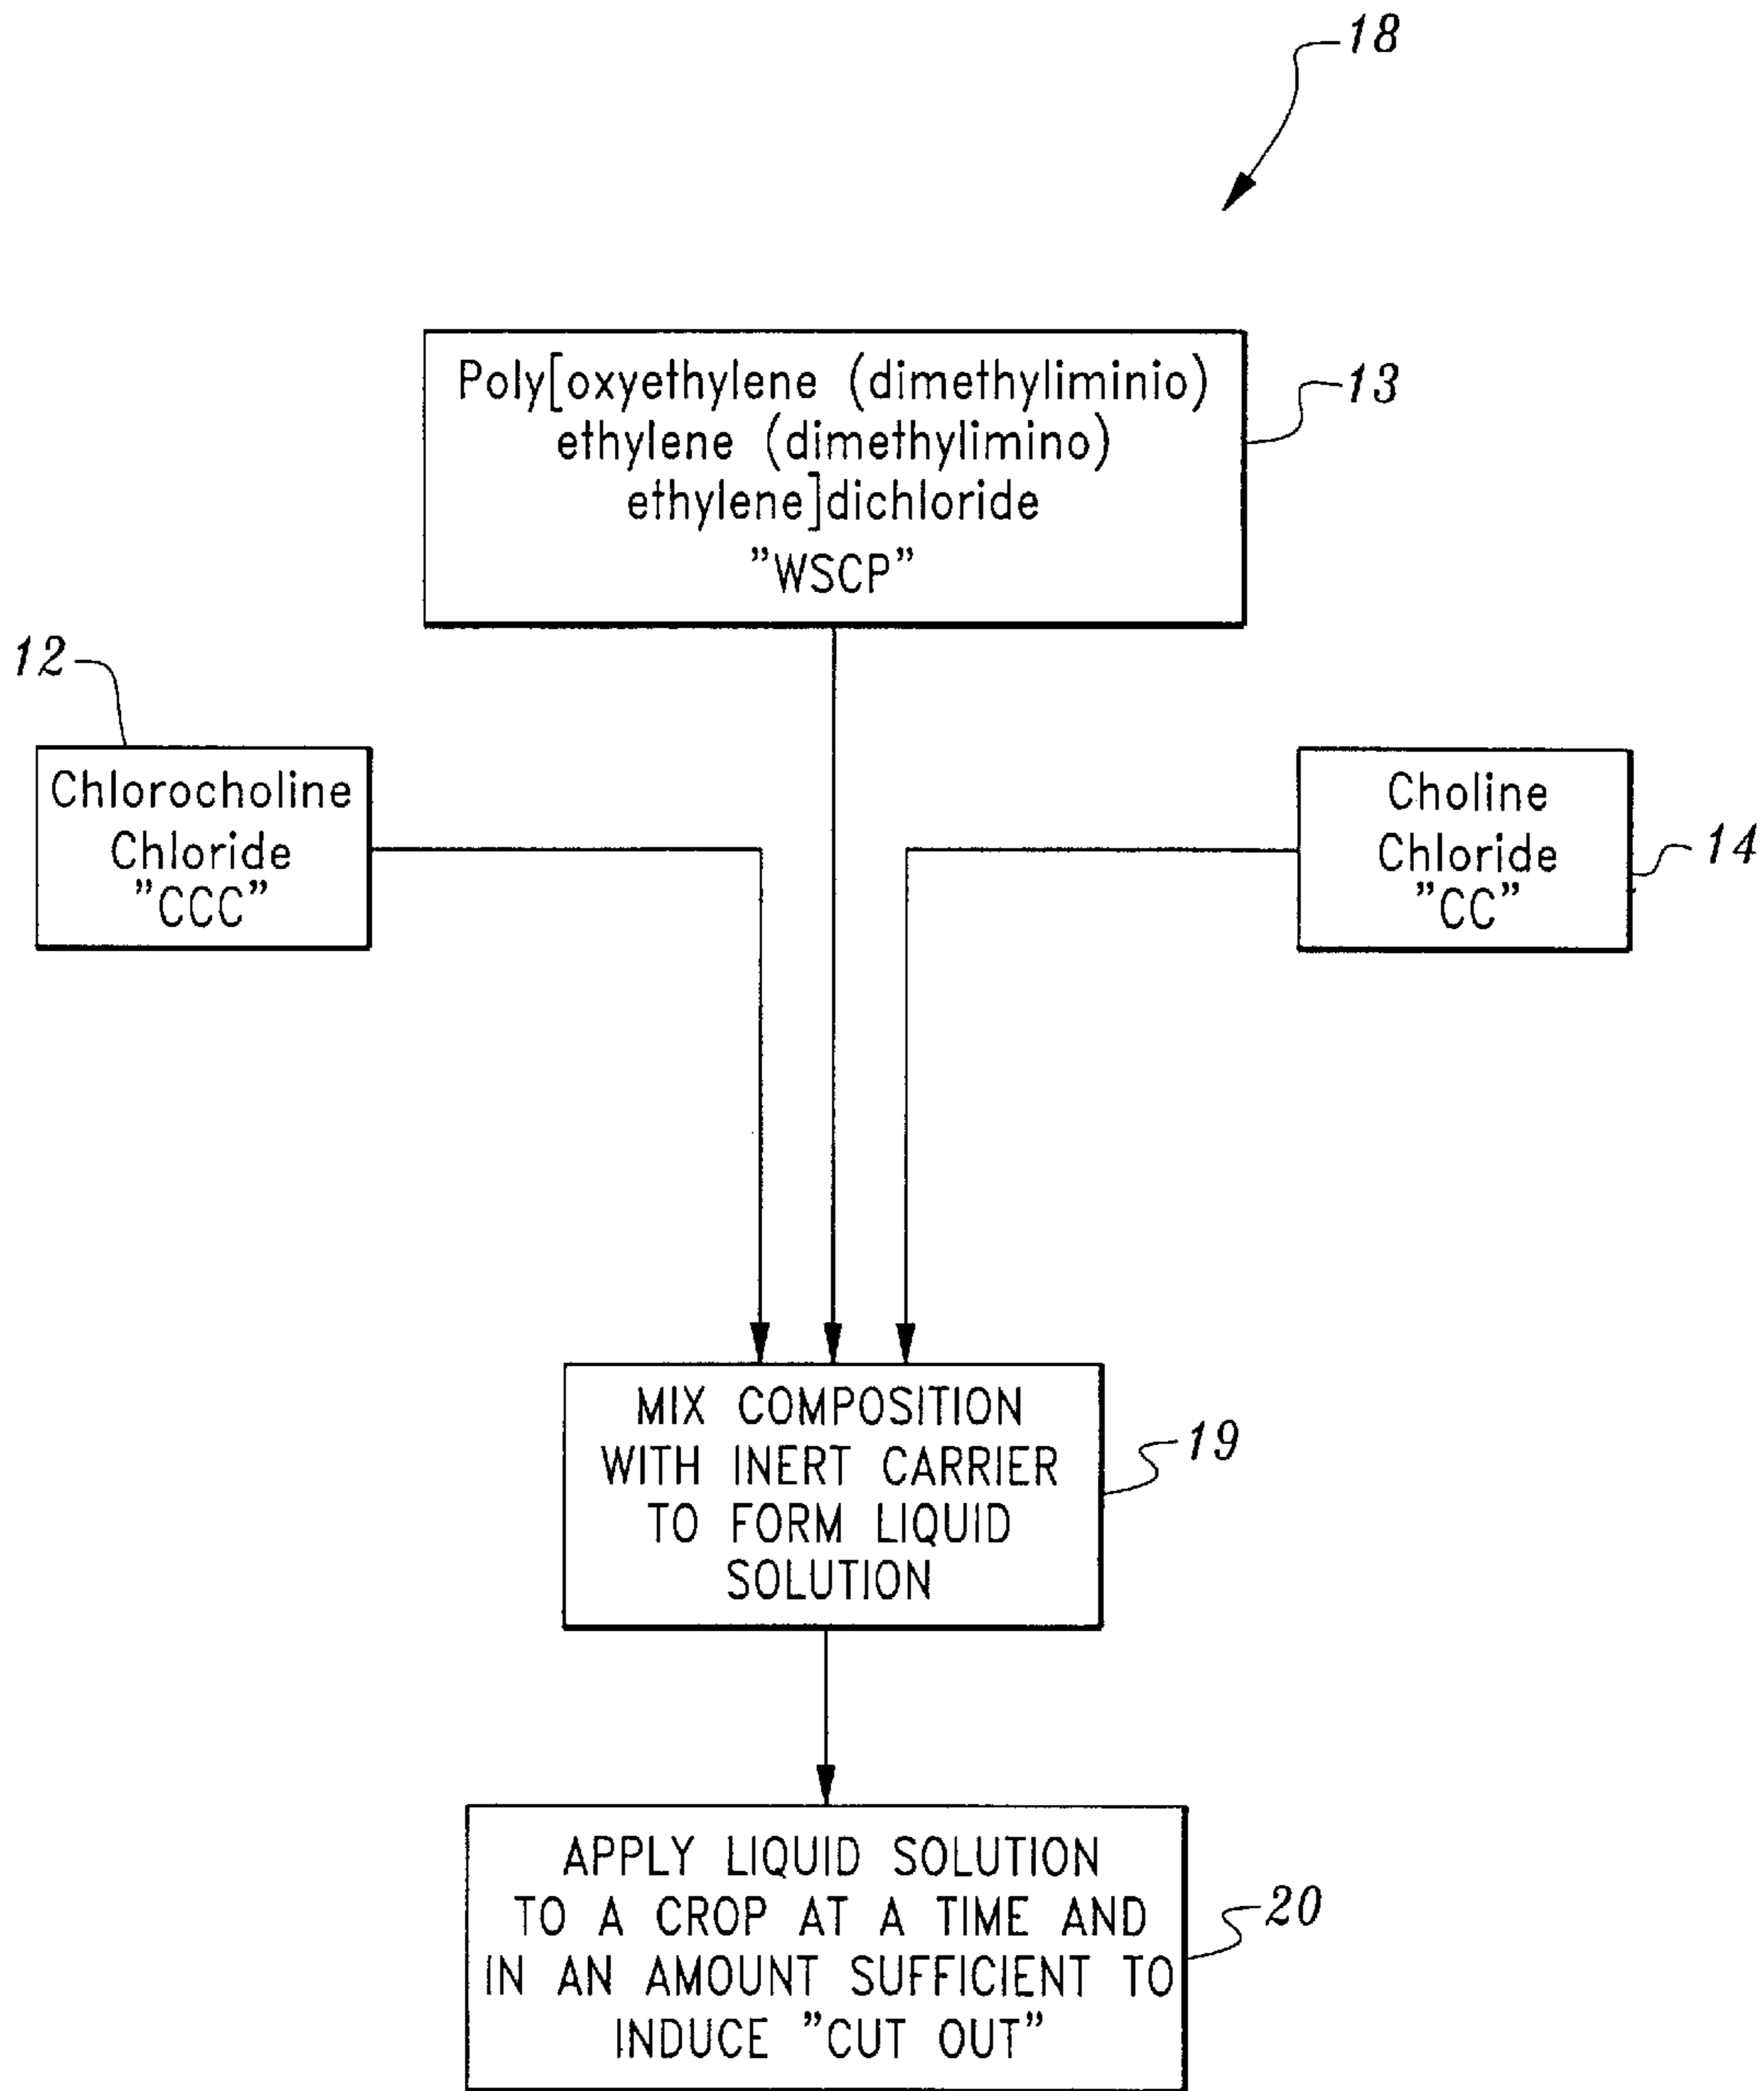 18
Poly[oxyethylene (dimethyliminio)
ethylene (dimethylimino)
ethylene]dichloride
"WSCP"
13
12
Chlorocholine
Chloride
"CCC"
Choline
Chloride
"CC"
14
MIX COMPOSITION
WITH INERT CARRIER
TO FORM LIQUID
SOLUTION
19
APPLY LIQUID SOLUTION
TO A CROP AT A TIME AND
IN AN AMOUNT SUFFICIENT TO
INDUCE "CUT OUT"
20